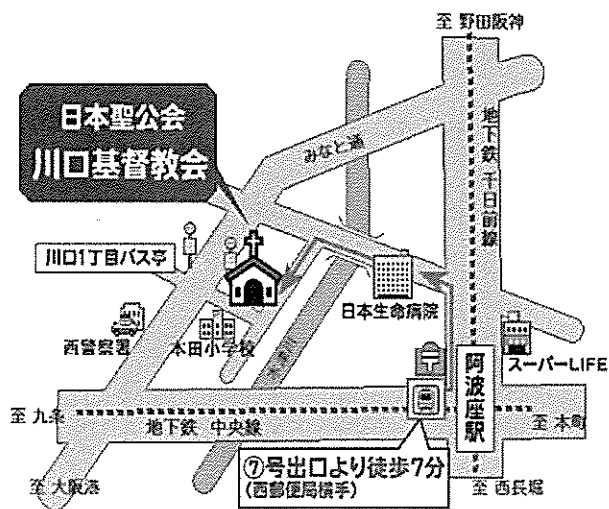 至 野田阪神
日本聖公会
川口基督教会
みなと通
地下鉄 千日前線
川口1丁目バス亭
日本生命病院
西警察署
本田小学校
スーパーLIFE
阿波座駅
至 九条
地下鉄 中央線
至 本町
⑦号出口より徒歩7分
(西郵便局横手)
至 大阪港
至 西長堀